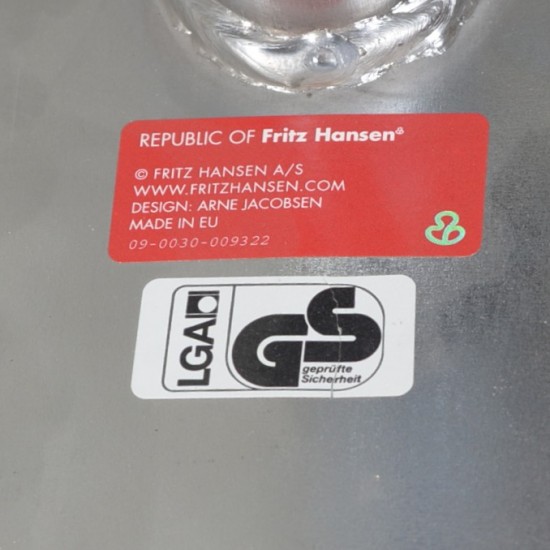 REPUBLIC OF Fritz Hansen®
© FRITZ HANSEN A/S
WWW.FRITZHANSEN.COM
DESIGN: ARNE JACOBSEN
MADE IN EU
09-0030-009322
LGA
GS
geprüfte
Sicherheit